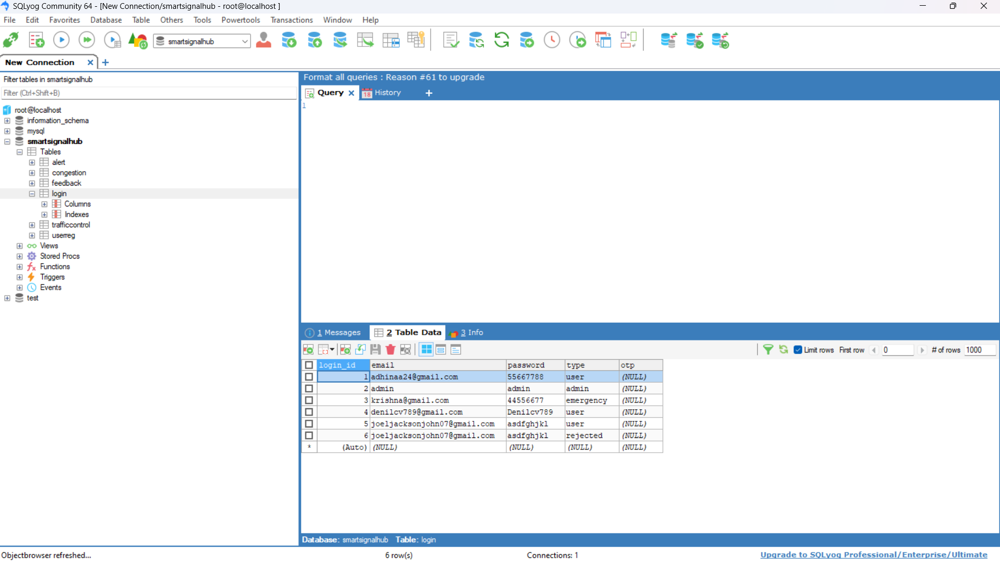 SQLyog Community 64 - [New Connection/smartsignalhub - root@localhost ]
File Edit Favorites Database Table Others Tools Powertools Transactions Window Help
smartsignalhub
New Connection
Filter tables in smartsignalhub
Filter (Ctrl+Shift+B)
root@localhost
information_schema
mysql
smartsignalhub
Tables
alert
congestion
feedback
login
Columns
Indexes
trafficcontrol
userreg
Views
Stored Procs
Functions
Triggers
Events
test
Format all queries : Reason #61 to upgrade
Query 18 History
1
1 Messages 2 Table Data 3 Info
Limit rows First row 0 # of rows 1000
login_id email password type otp
1 adhinaa24@gmail.com 55667788 user (NULL)
2 admin admin admin (NULL)
3 krishna@gmail.com 44556677 emergency (NULL)
4 denilcv789@gmail.com Denilcv789 user (NULL)
5 joeljacksonjohn07@gmail.com asdfghjkl user (NULL)
6 joeljacksonjohn07@gmail.com asdfghjkl rejected (NULL)
* (Auto) (NULL) (NULL) (NULL) (NULL)
Database: smartsignalhub Table: login
Objectbrowser refreshed... 6 row(s) Connections: 1 Upgrade to SQLyog Professional/Enterprise/Ultimate